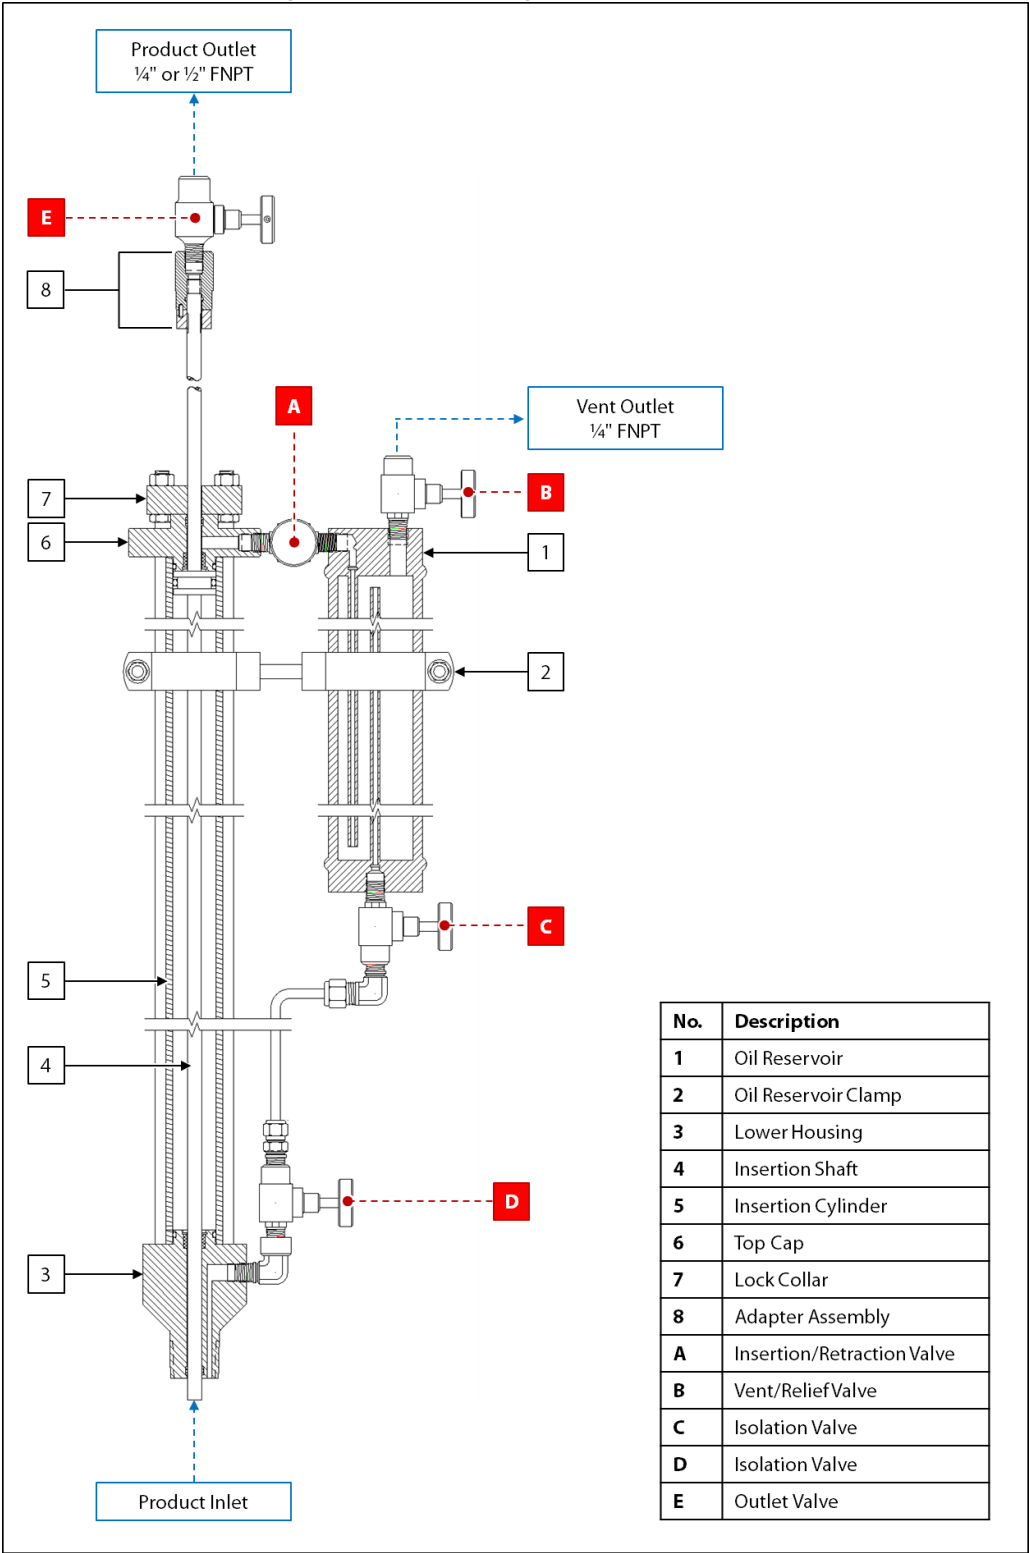 Product Outlet
¼" or ½" FNPT
E
8
A
Vent Outlet
¼" FNPT
7
B
6
1
2
C
5
4
D
3
Product Inlet
No. Description
1 Oil Reservoir
2 Oil Reservoir Clamp
3 Lower Housing
4 Insertion Shaft
5 Insertion Cylinder
6 Top Cap
7 Lock Collar
8 Adapter Assembly
A Insertion/Retraction Valve
B Vent/Relief Valve
C Isolation Valve
D Isolation Valve
E Outlet Valve